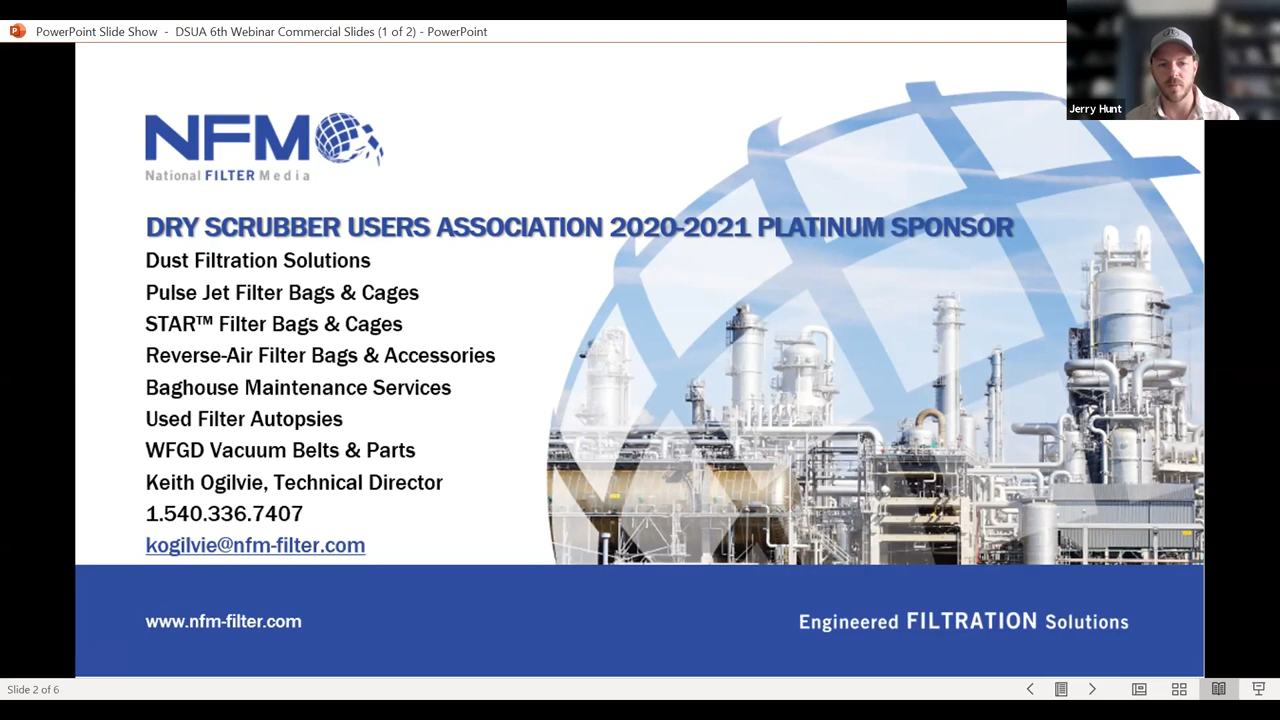 PowerPoint Slide Show - DSUA 6th Webinar Commercial Slides (1 of 2) - PowerPoint
Jerry Hunt
NFM
National FILTER Media
DRY SCRUBBER USERS ASSOCIATION 2020-2021 PLATINUM SPONSOR
Dust Filtration Solutions
Pulse Jet Filter Bags & Cages
STAR™ Filter Bags & Cages
Reverse-Air Filter Bags & Accessories
Baghouse Maintenance Services
Used Filter Autopsies
WFGD Vacuum Belts & Parts
Keith Ogilvie, Technical Director
1.540.336.7407
kogilvie@nfm-filter.com
www.nfm-filter.com
Engineered FILTRATION Solutions
Slide 2 of 6